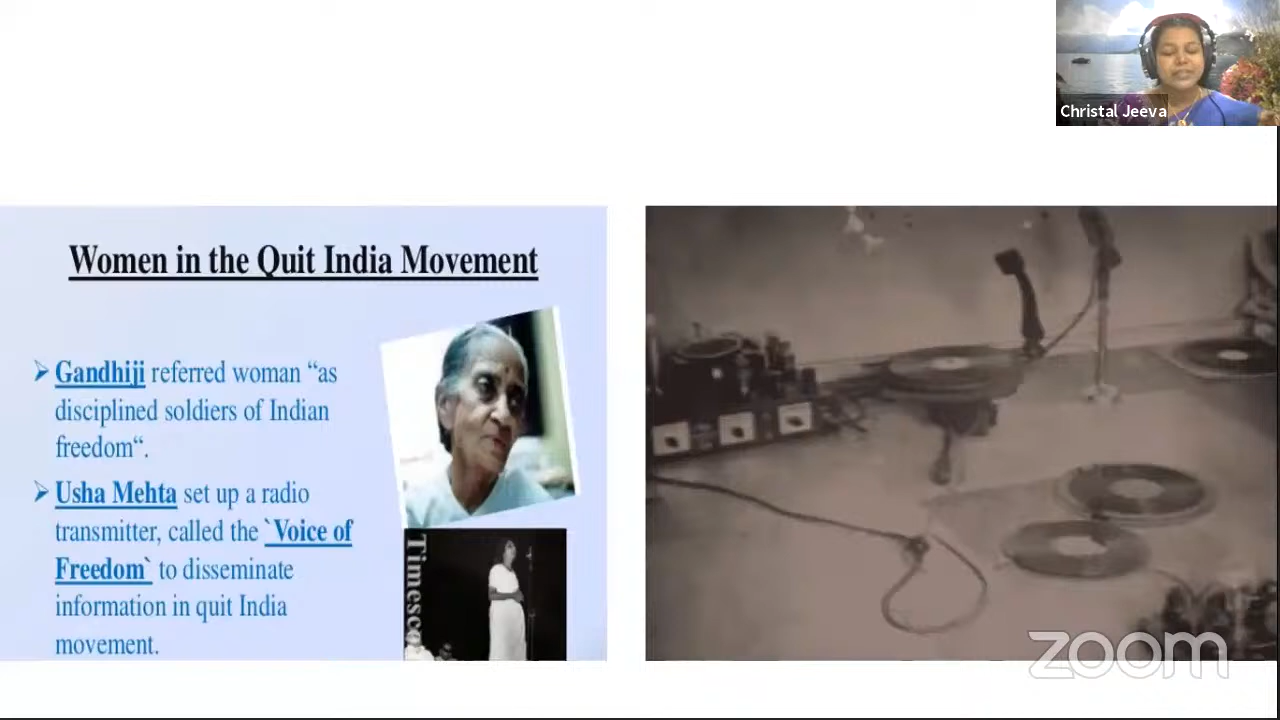 Christal Jeeva
Women in the Quit India Movement
Gandhiji referred woman “as
disciplined soldiers of Indian
freedom“.
Usha Mehta set up a radio
transmitter, called the `Voice of
Freedom` to disseminate
information in quit India
movement.
Timesco
zoom